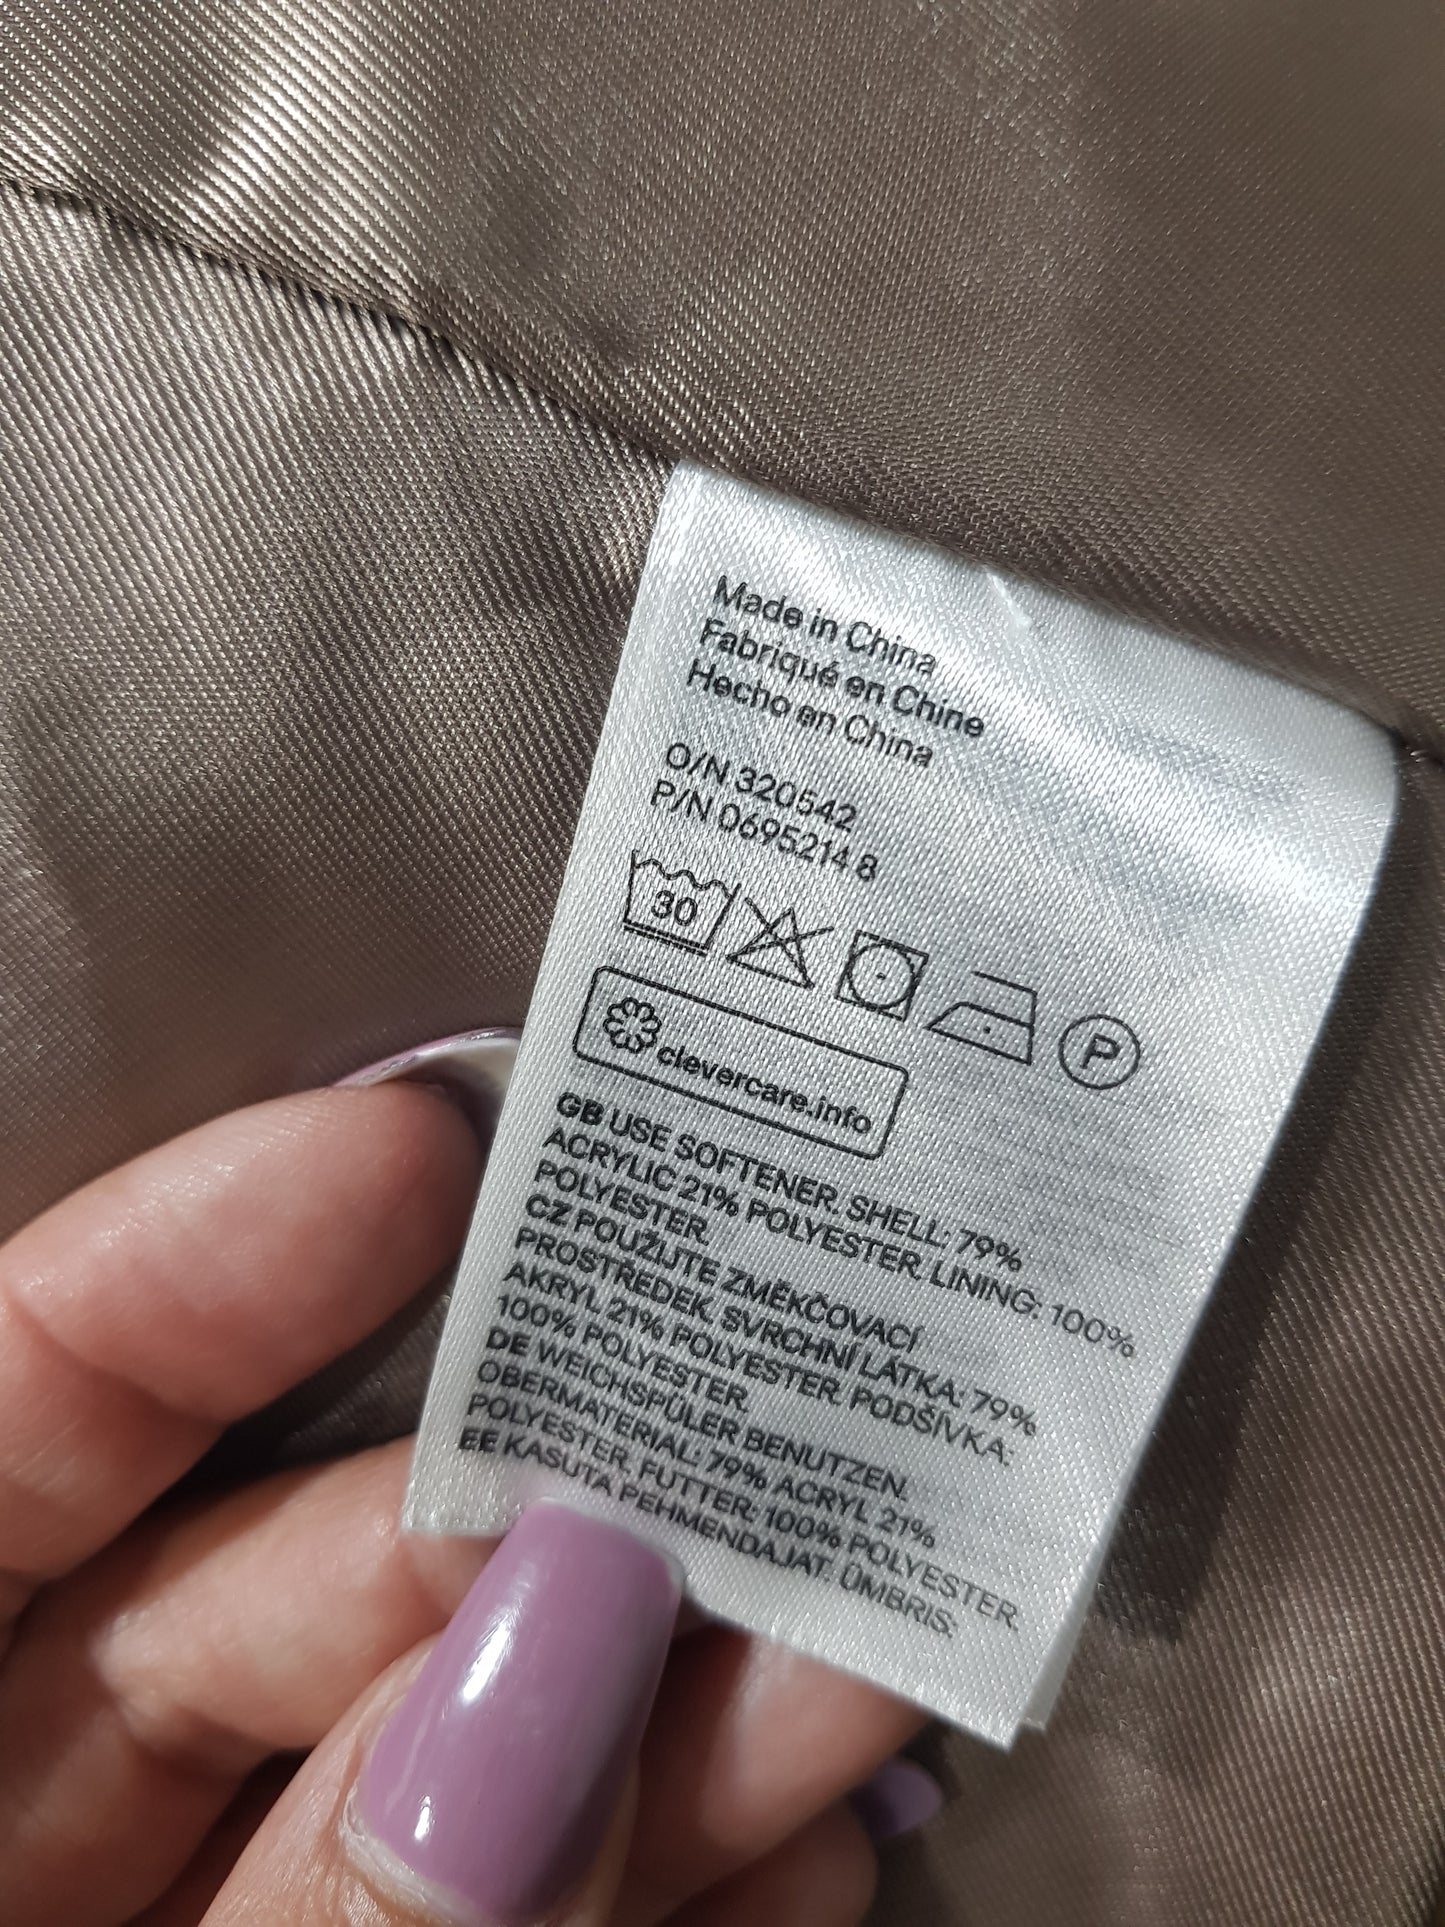 Made in China
Fabriqué en Chine
Hecho en China
O/N 320542
P/N 0695214 8
30
P
clevercare.info
GB USE SOFTENER. SHELL: 79%
ACRYLIC 21% POLYESTER. LINING: 100%
POLYESTER.
CZ POUŽIJTE ZMĚKČOVACÍ
PROSTŘEDEK. SVRCHNÍ LÁTKA: 79%
AKRYL 21% POLYESTER. PODŠÍVKA:
100% POLYESTER.
DE WEICHSPÜLER BENUTZEN.
OBERMATERIAL: 79% ACRYL 21%
POLYESTER. FUTTER: 100% POLYESTER.
EE KASUTA PEHMENDAJAT. ÜMBRIS: